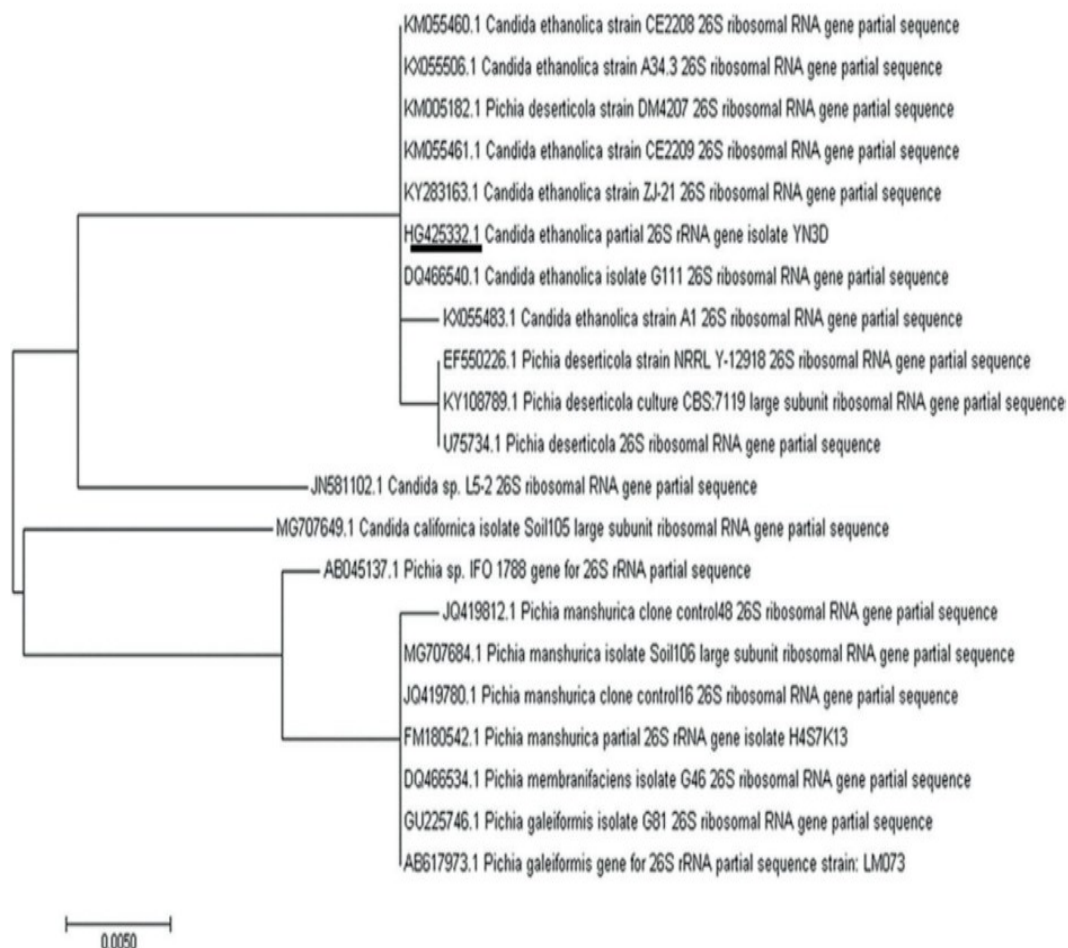 KM055460.1 Candida ethanolica strain CE2208 26S ribosomal RNA gene partial sequence
KX055506.1 Candida ethanolica strain A34.3 26S ribosomal RNA gene partial sequence
KM005182.1 Pichia deserticola strain DM4207 26S ribosomal RNA gene partial sequence
KM055461.1 Candida ethanolica strain CE2209 26S ribosomal RNA gene partial sequence
KY283163.1 Candida ethanolica strain ZJ-21 26S ribosomal RNA gene partial sequence
HG425332.1 Candida ethanolica partial 26S rRNA gene isolate YN3D
DQ466540.1 Candida ethanolica isolate G111 26S ribosomal RNA gene partial sequence
KX055483.1 Candida ethanolica strain A1 26S ribosomal RNA gene partial sequence
EF550226.1 Pichia deserticola strain NRRL Y-12918 26S ribosomal RNA gene partial sequence
KY108789.1 Pichia deserticola culture CBS:7119 large subunit ribosomal RNA gene partial sequence
U75734.1 Pichia deserticola 26S ribosomal RNA gene partial sequence
JN581102.1 Candida sp. L5-2 26S ribosomal RNA gene partial sequence
MG707649.1 Candida californica isolate Soil105 large subunit ribosomal RNA gene partial sequence
AB045137.1 Pichia sp. IFO 1788 gene for 26S rRNA partial sequence
JQ419812.1 Pichia manshurica clone control48 26S ribosomal RNA gene partial sequence
MG707684.1 Pichia manshurica isolate Soil106 large subunit ribosomal RNA gene partial sequence
JQ419780.1 Pichia manshurica clone control16 26S ribosomal RNA gene partial sequence
FM180542.1 Pichia manshurica partial 26S rRNA gene isolate H4S7K13
DQ466534.1 Pichia membranifaciens isolate G46 26S ribosomal RNA gene partial sequence
GU225746.1 Pichia galeiformis isolate G81 26S ribosomal RNA gene partial sequence
AB617973.1 Pichia galeiformis gene for 26S rRNA partial sequence strain: LM073
0.0050